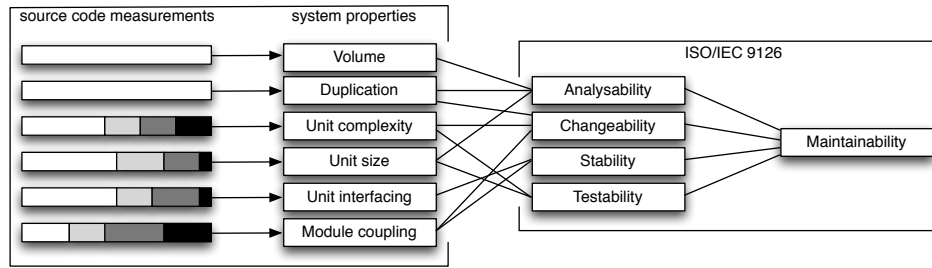 source code measurements
system properties
ISO/IEC 9126
Volume
Duplication
Unit complexity
Unit size
Unit interfacing
Module coupling
Analysability
Changeability
Stability
Testability
Maintainability